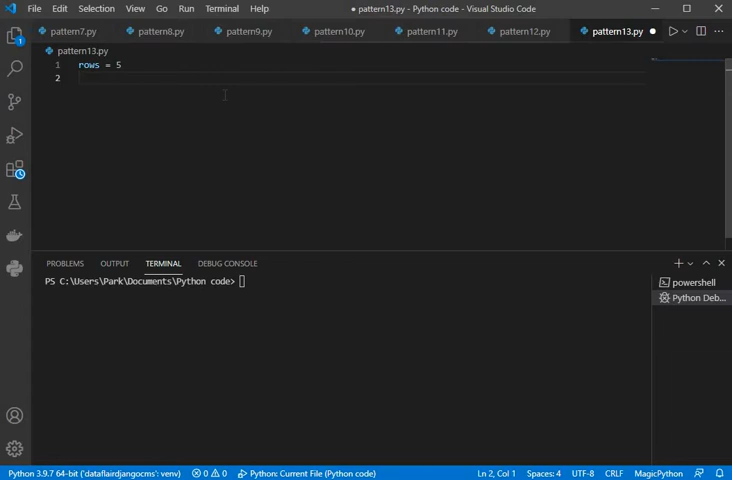 File Edit Selection View Go Run Terminal Help ● pattern13.py - Python code - Visual Studio Code
pattern7.py pattern8.py pattern9.py pattern10.py pattern11.py pattern12.py pattern13.py
pattern13.py
1 rows = 5
2
PROBLEMS OUTPUT TERMINAL DEBUG CONSOLE
PS C:\Users\Park\Documents\Python code>
powershell
Python Deb...
1
Python 3.9.7 64-bit ('dataflairdjangocms': venv) 0 0 Python: Current File (Python code) Ln 2, Col 1 Spaces: 4 UTF-8 CRLF MagicPython